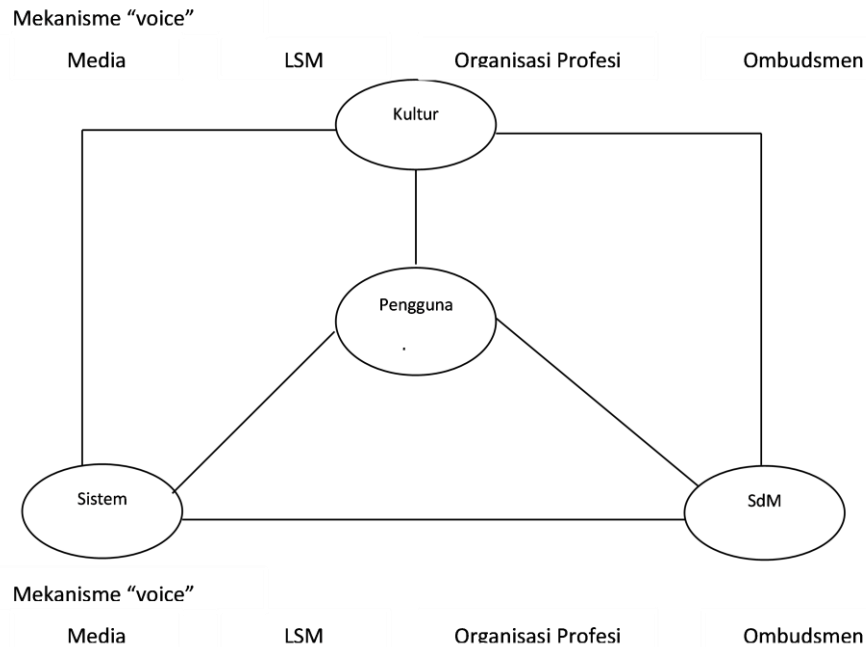 Mekanisme “voice”
Media LSM Organisasi Profesi Ombudsmen
Kultur
Pengguna
Sistem
SdM
Mekanisme “voice”
Media LSM Organisasi Profesi Ombudsmen